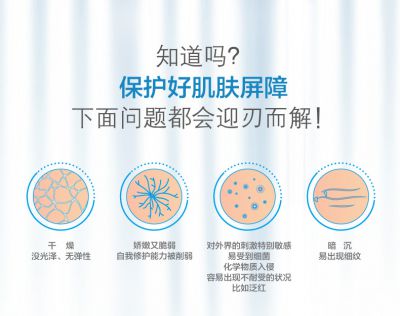 知道吗?
保护好肌肤屏障
下面问题都会迎刃而解!
干 燥
没光泽、无弹性
娇嫩又脆弱
自我修护能力被削弱
对外界的刺激特别敏感
易受到细菌
化学物质入侵
容易出现不耐受的状况
比如泛红
暗 沉
易出现细纹